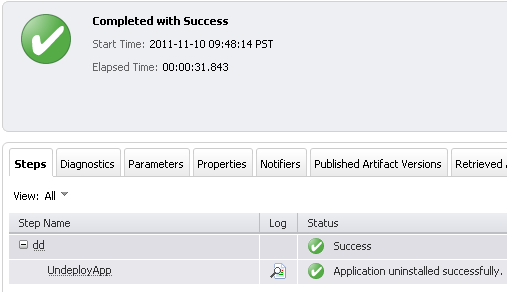 Completed with Success
Start Time: 2011-11-10 09:48:14 PST
Elapsed Time: 00:00:31.843
Steps Diagnostics Parameters Properties Notifiers Published Artifact Versions Retrieved
View: All
Step Name Log Status
dd Success
UndeployApp Application uninstalled successfully.